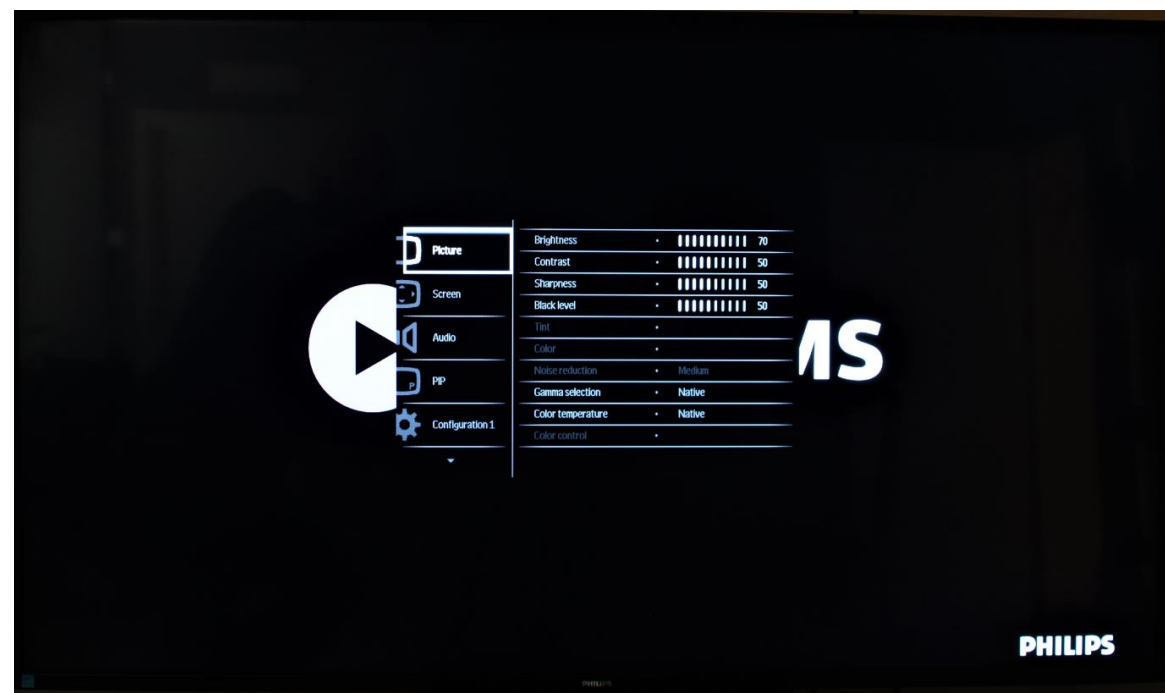 Picture
Screen
Audio
P
PIP
Configuration 1
Brightness 70
Contrast 50
Sharpness 50
Black level 50
Tint
Color
Noise reduction Medium
Gamma selection Native
Color temperature Native
Color control
MS
PHILIPS
PHILIPS